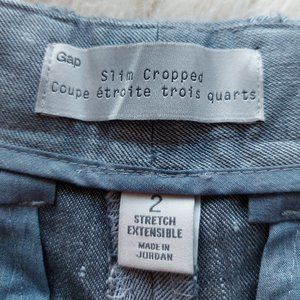 Gap
Slim Cropped
Coupe étroite trois quarts
2
STRETCH
EXTENSIBLE
MADE IN
JORDAN